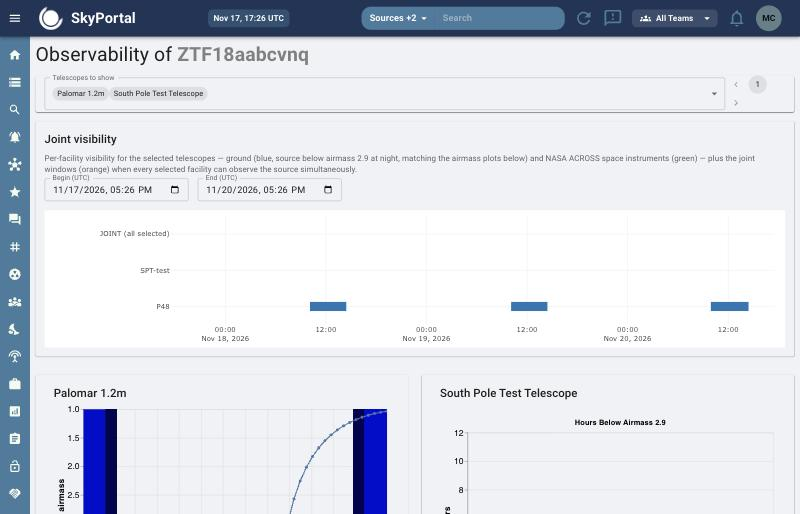 SkyPortal
Nov 17, 17:26 UTC
Sources +2
Search
All Teams
MC
Observability of ZTF18aabcvnq
Telescopes to show
Palomar 1.2m
South Pole Test Telescope
1
Joint visibility
Per-facility visibility for the selected telescopes — ground (blue, source below airmass 2.9 at night, matching the airmass plots below) and NASA ACROSS space instruments (green) — plus the joint
windows (orange) when every selected facility can observe the source simultaneously.
Begin (UTC)
11/17/2026, 05:26 PM
End (UTC)
11/20/2026, 05:26 PM
JOINT (all selected)
SPT-test
P48
00:00 12:00 00:00 12:00 00:00 12:00
Nov 18, 2026 Nov 19, 2026 Nov 20, 2026
Palomar 1.2m
1.0
1.5
2.0
2.5
airmass
South Pole Test Telescope
Hours Below Airmass 2.9
12
10
8